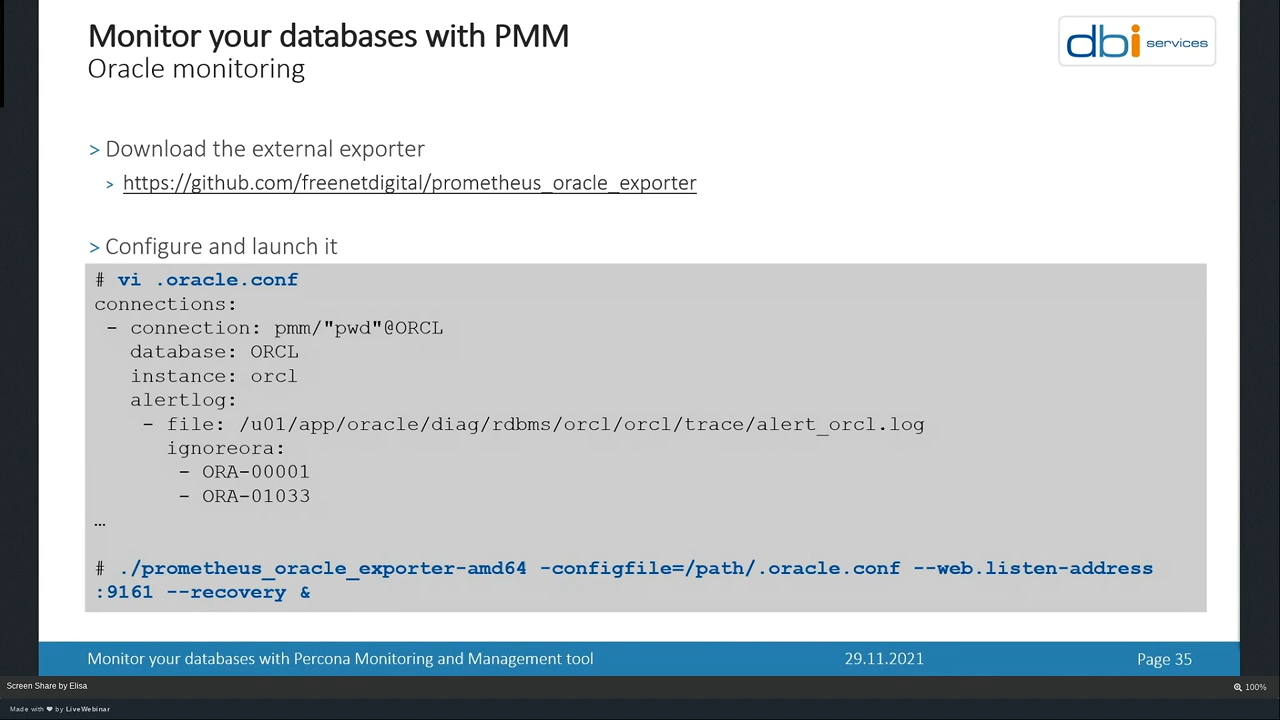 Monitor your databases with PMM
Oracle monitoring
dbi services
> Download the external exporter
> https://github.com/freenetdigital/prometheus_oracle_exporter
> Configure and launch it
# vi .oracle.conf
connections:
 - connection: pmm/"pwd"@ORCL
   database: ORCL
   instance: orcl
   alertlog:
    - file: /u01/app/oracle/diag/rdbms/orcl/orcl/trace/alert_orcl.log
      ignoreora:
       - ORA-00001
       - ORA-01033
…
# ./prometheus_oracle_exporter-amd64 -configfile=/path/.oracle.conf --web.listen-address
:9161 --recovery &
Monitor your databases with Percona Monitoring and Management tool 29.11.2021 Page 35
Screen Share by Elisa 100%
Made with ❤ by LiveWebinar